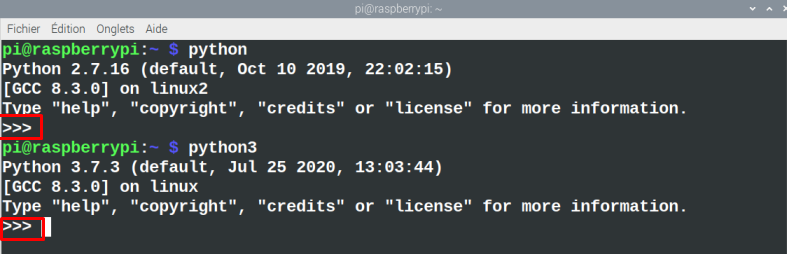 pi@raspberrypi: ~
Fichier Édition Onglets Aide
pi@raspberrypi:~ $ python
Python 2.7.16 (default, Oct 10 2019, 22:02:15)
[GCC 8.3.0] on linux2
Type "help", "copyright", "credits" or "license" for more information.
>>>
pi@raspberrypi:~ $ python3
Python 3.7.3 (default, Jul 25 2020, 13:03:44)
[GCC 8.3.0] on linux
Type "help", "copyright", "credits" or "license" for more information.
>>>